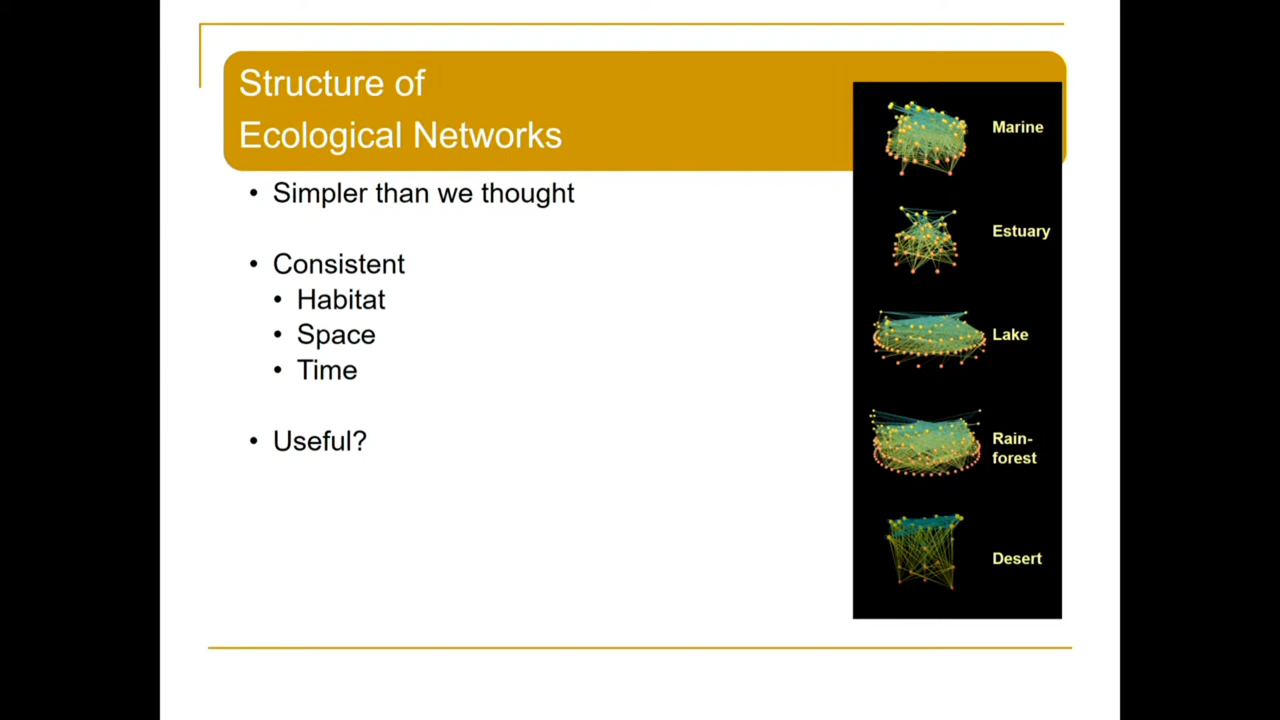 Structure of
Ecological Networks
• Simpler than we thought
• Consistent
• Habitat
• Space
• Time
• Useful?
Marine
Estuary
Lake
Rain-
forest
Desert